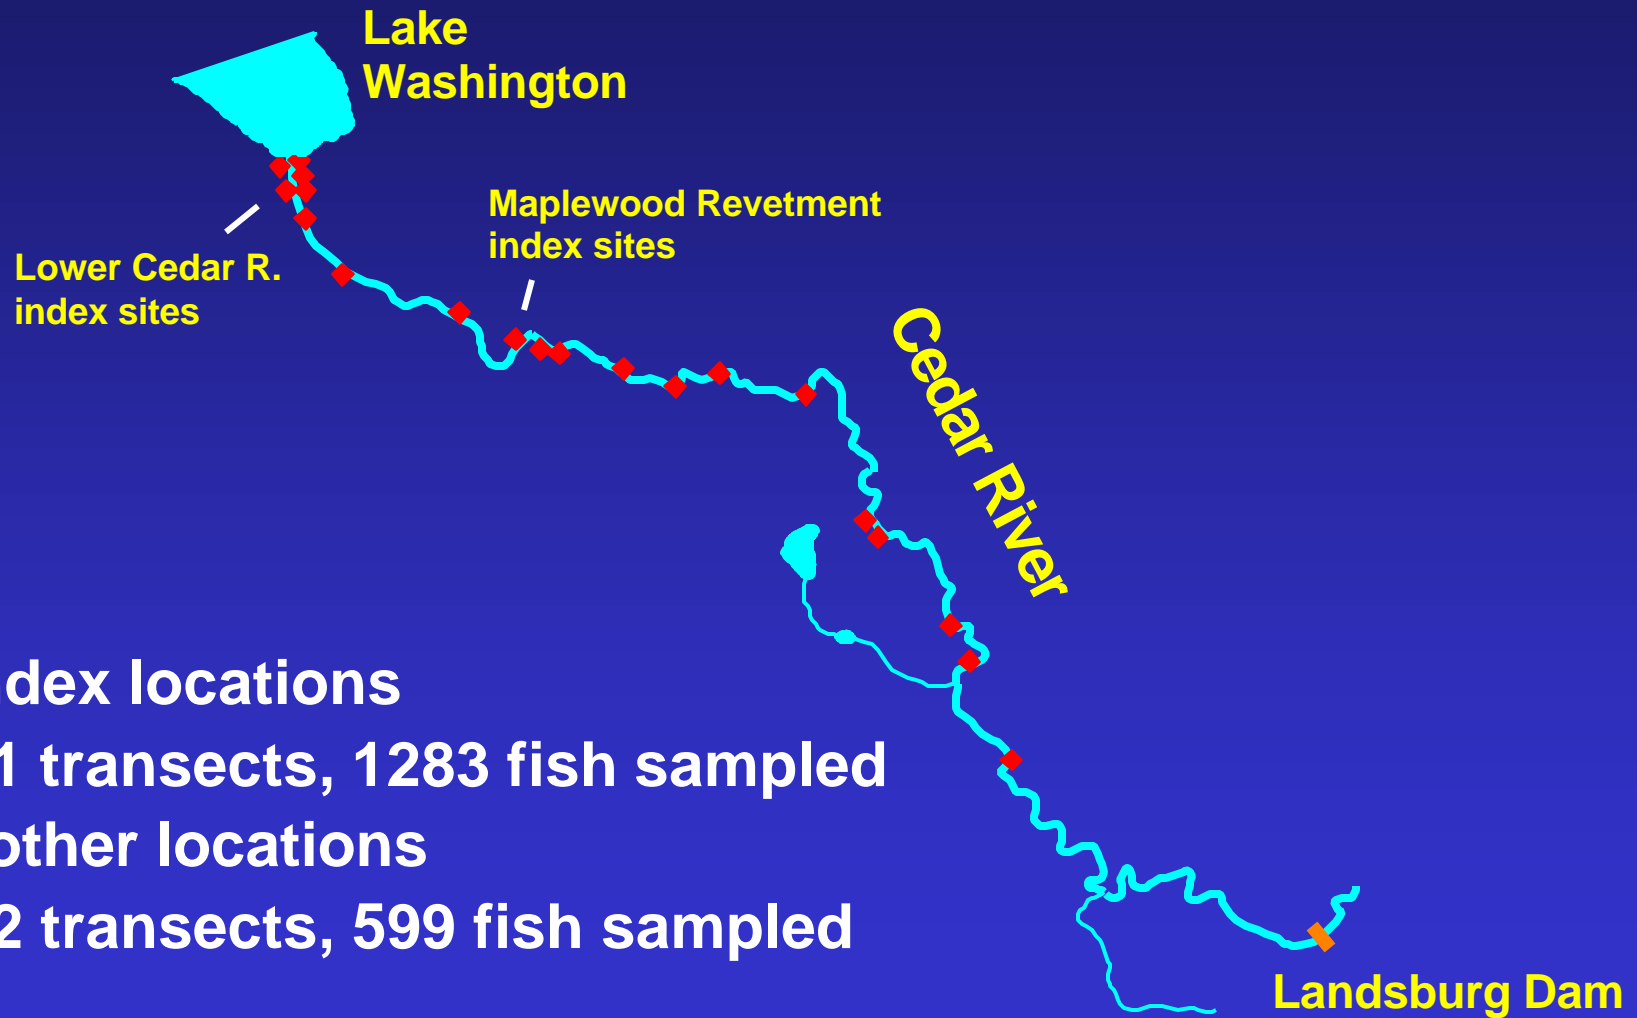 Lake
Washington
Maplewood Revetment
index sites
Lower Cedar R.
index sites
Cedar River
dex locations
1 transects, 1283 fish sampled
other locations
2 transects, 599 fish sampled
Landsburg Dam